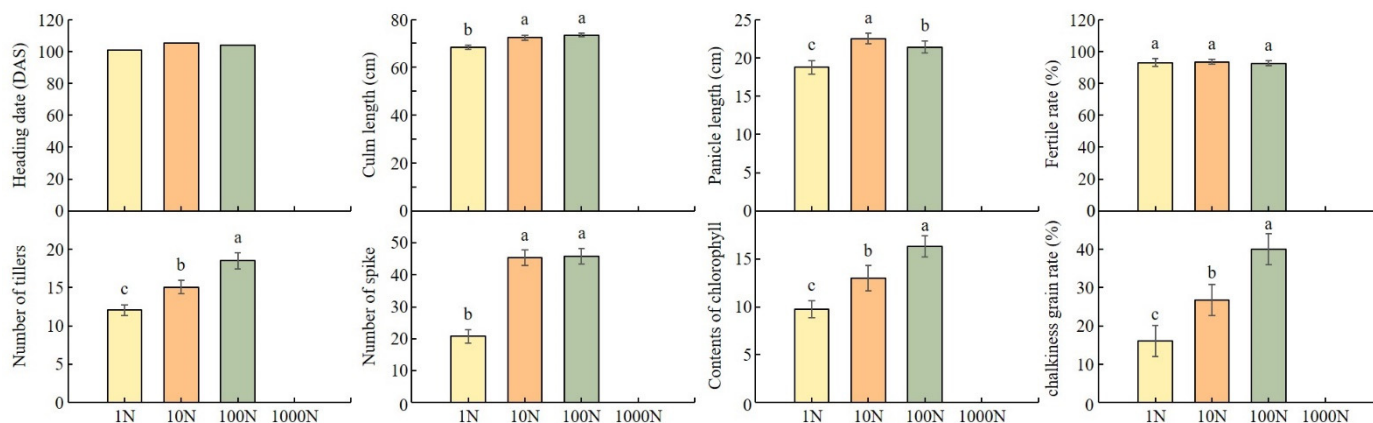 Heading date (DAS)
120
100
80
60
40
20
0
Culm length (cm)
80
60
40
20
0
b
a
a
Panicle length (cm)
25
20
15
10
5
0
c
a
b
Fertile rate (%)
120
100
80
60
40
20
0
a
a
a
Number of tillers
20
15
10
5
0
c
b
a
1N
10N
100N
1000N
Number of spike
50
40
30
20
10
0
b
a
a
1N
10N
100N
1000N
Contents of chlorophyll
15
10
5
0
c
b
a
1N
10N
100N
1000N
chalkiness grain rate (%)
40
30
20
10
0
c
b
a
1N
10N
100N
1000N